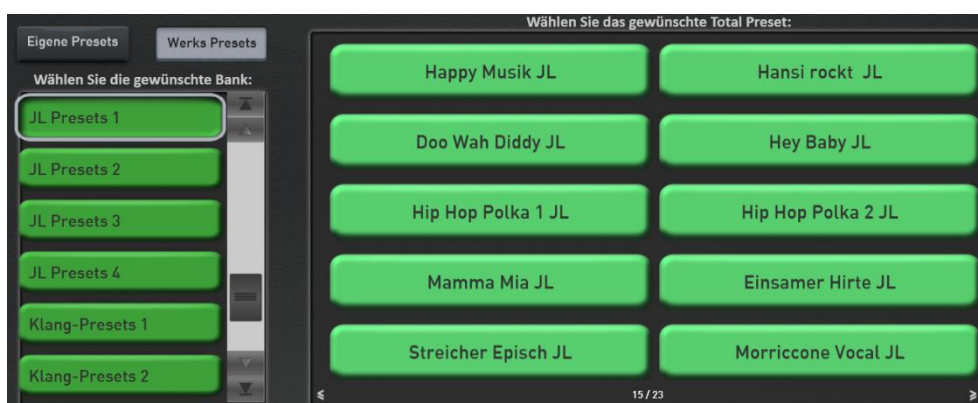 Eigene Presets
Werks Presets
Wählen Sie die gewünschte Bank:
JL Presets 1
JL Presets 2
JL Presets 3
JL Presets 4
Klang-Presets 1
Klang-Presets 2
Wählen Sie das gewünschte Total Preset:
Happy Musik JL
Hansi rockt JL
Doo Wah Diddy JL
Hey Baby JL
Hip Hop Polka 1 JL
Hip Hop Polka 2 JL
Mamma Mia JL
Einsamer Hirte JL
Streicher Episch JL
Morriccone Vocal JL
15/23